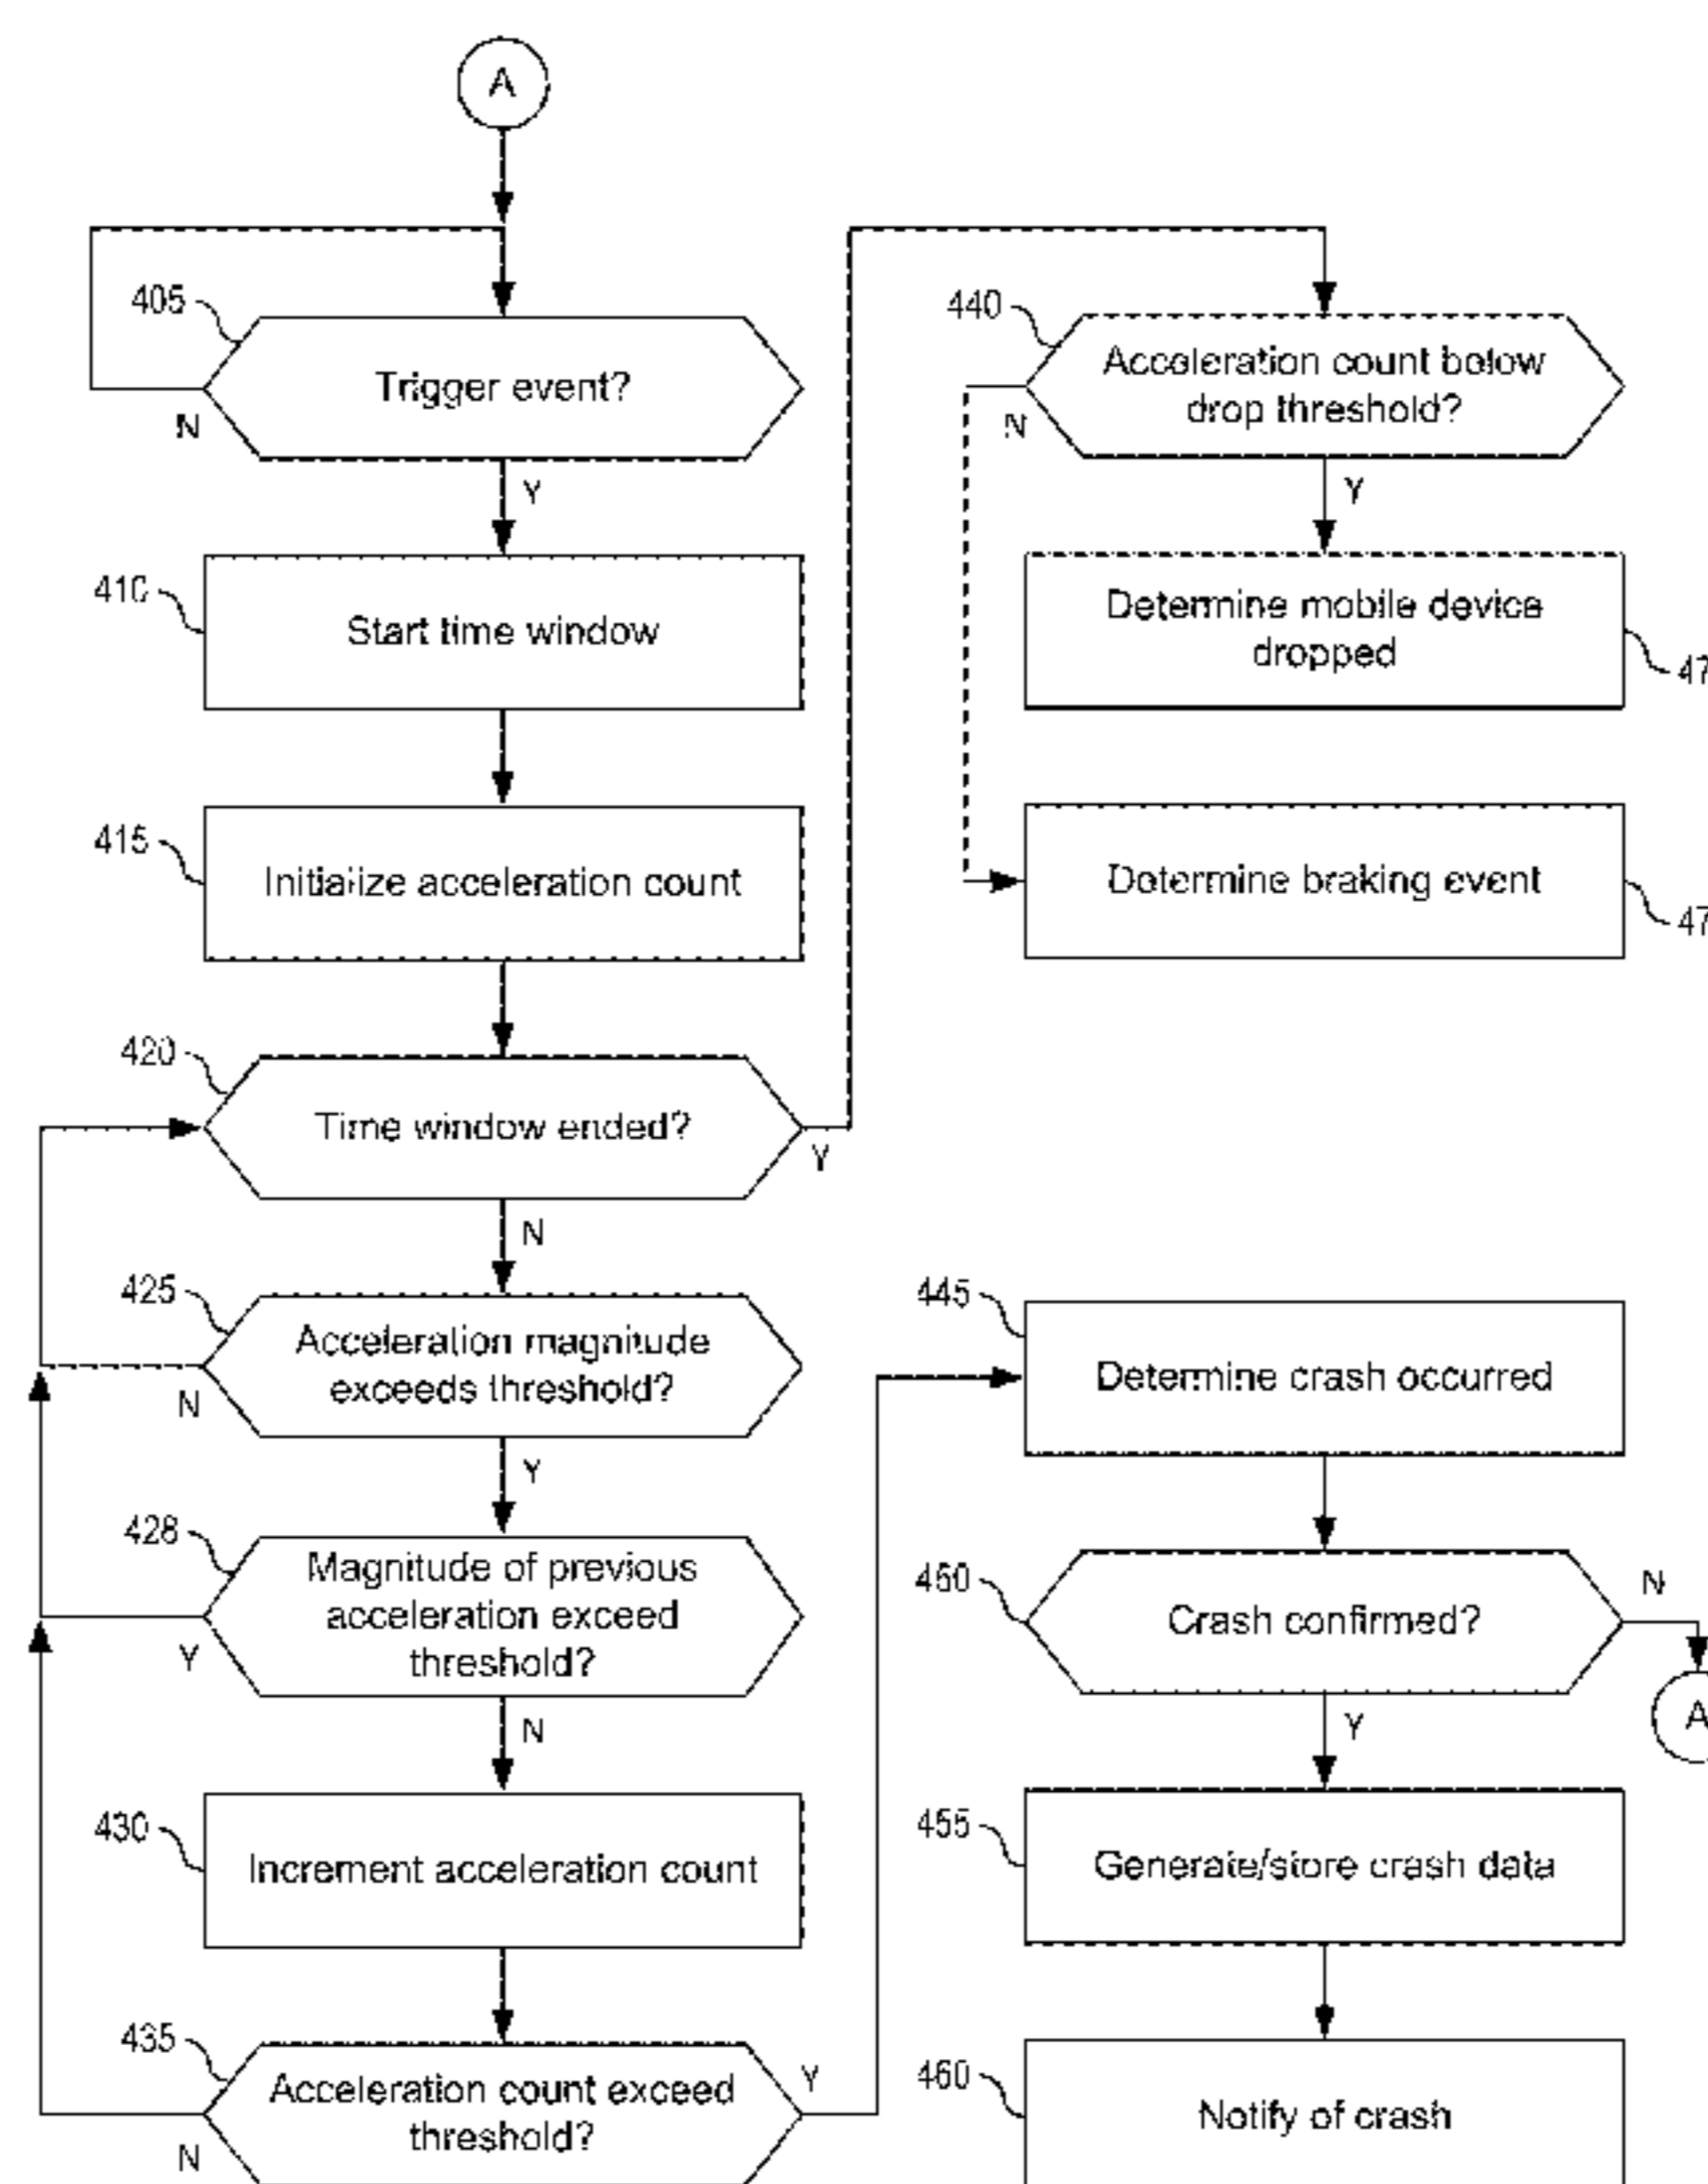 A
405
Trigger event?
N
Y
410
Start time window
415
Initialize acceleration count
420
Time window ended?
Y
N
425
Acceleration magnitude
exceeds threshold?
N
Y
428
Magnitude of previous
acceleration exceed
threshold?
Y
N
430
Increment acceleration count
435
Acceleration count exceed
threshold?
Y
N
440
Acceleration count below
drop threshold?
N
Y
Determine mobile device
dropped
47
Determine braking event
47
445
Determine crash occurred
450
Crash confirmed?
N
A
Y
455
Generate/store crash data
460
Notify of crash